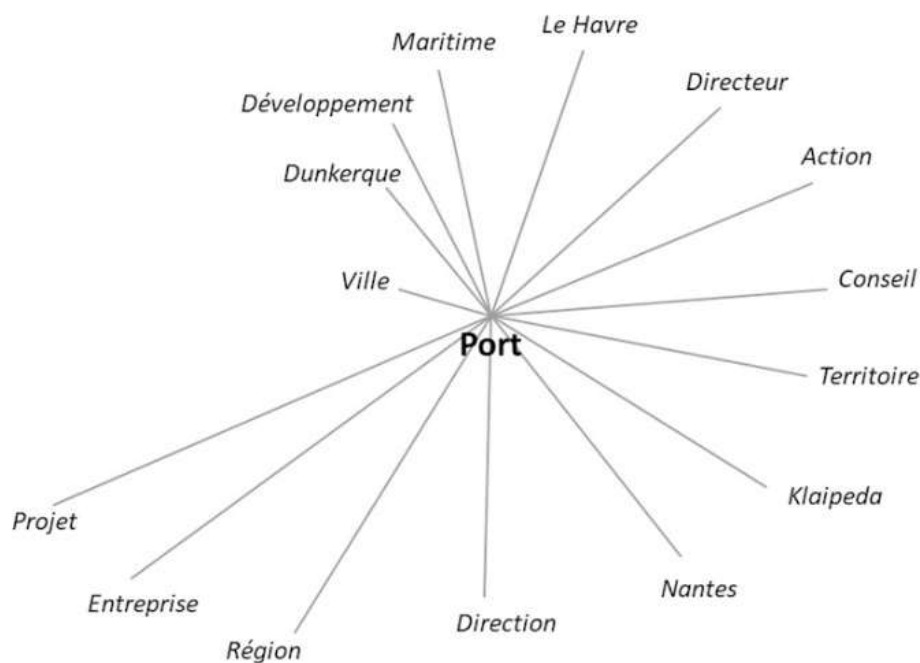 Le Havre
Maritime
Directeur
Développement
Action
Dunkerque
Ville
Conseil
Port
Territoire
Klaipeda
Projet
Nantes
Entreprise
Direction
Région